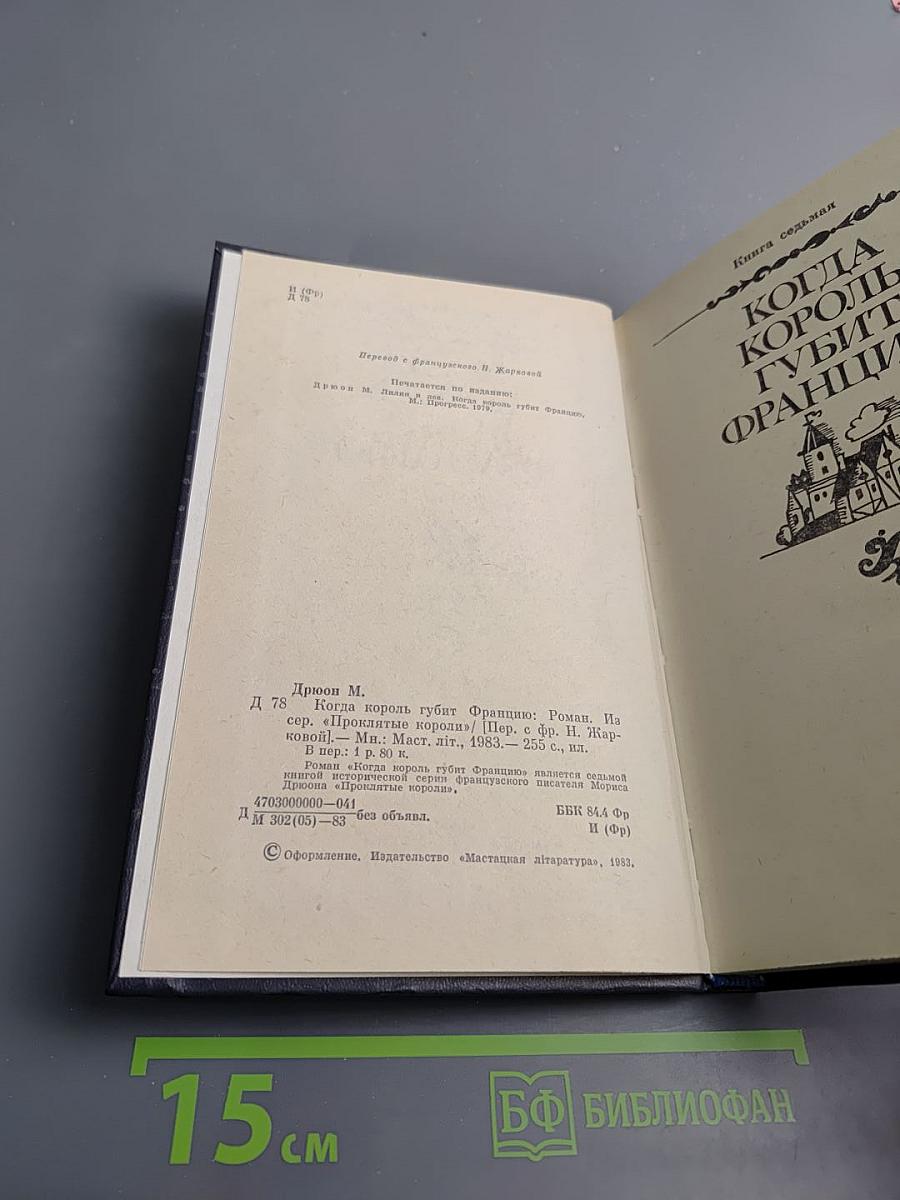 И (Фр)
Д 78
Перевод с французского Н. Жарковой
Печатается по изданию:
Дрюон М. Лилия и лев. Когда король губит Францию.
М.: Прогресс. 1979.
Дрюон М.
Д 78 Когда король губит Францию: Роман. Из
сер. «Проклятые короли»/ [Пер. с фр. Н. Жар-
ковой].— Мн.: Маст. літ., 1983.— 255 с., ил.
В пер.: 1 р. 80 к.
Роман «Когда король губит Францию» является седьмой
книгой исторической серии французского писателя Мориса
Дрюона «Проклятые короли».
Д 4703000000—041
М 302(05)—83 без объявл.
ББК 84.4 Фр
И (Фр)
© Оформление. Издательство «Мастацкая літаратура», 1983.
Книга седьмая
КОГДА
КОРОЛЬ
ГУБИТ
ФРАНЦИ
15 см
БФ БИБЛИОФАН